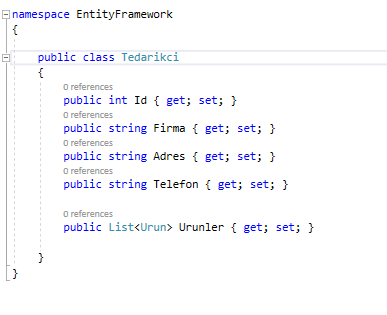 namespace EntityFramework
{
public class Tedarikci
{
0 references
public int Id { get; set; }
0 references
public string Firma { get; set; }
0 references
public string Adres { get; set; }
0 references
public string Telefon { get; set; }
0 references
public List<Urun> Urunler { get; set; }
}
}